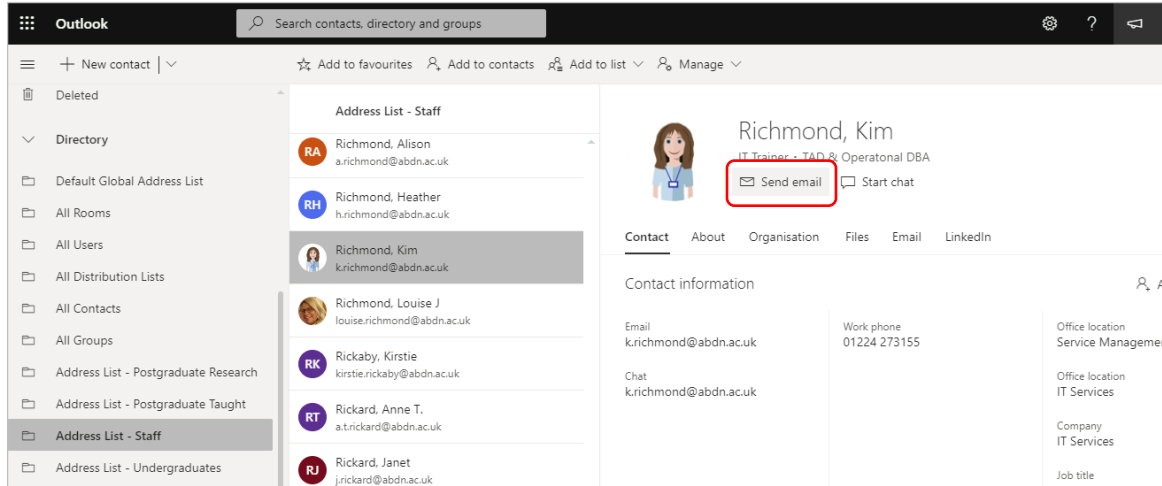 Outlook
Search contacts, directory and groups
?
New contact
Add to favourites
Add to contacts
Add to list
Manage
Deleted
Directory
Default Global Address List
All Rooms
All Users
All Distribution Lists
All Contacts
All Groups
Address List - Postgraduate Research
Address List - Postgraduate Taught
Address List - Staff
Address List - Undergraduates
Address List - Staff
RA
Richmond, Alison
a.richmond@abdn.ac.uk
RH
Richmond, Heather
h.richmond@abdn.ac.uk
Richmond, Kim
k.richmond@abdn.ac.uk
Richmond, Louise J
louise.richmond@abdn.ac.uk
RK
Rickaby, Kirstie
kirstie.rickaby@abdn.ac.uk
RT
Rickard, Anne T.
a.t.rickard@abdn.ac.uk
RJ
Rickard, Janet
j.rickard@abdn.ac.uk
Richmond, Kim
IT Trainer • TAD & Operatonal DBA
Send email
Start chat
Contact About Organisation Files Email LinkedIn
Contact information
A
Email
k.richmond@abdn.ac.uk
Chat
k.richmond@abdn.ac.uk
Work phone
01224 273155
Office location
Service Manageme
Office location
IT Services
Company
IT Services
Job title